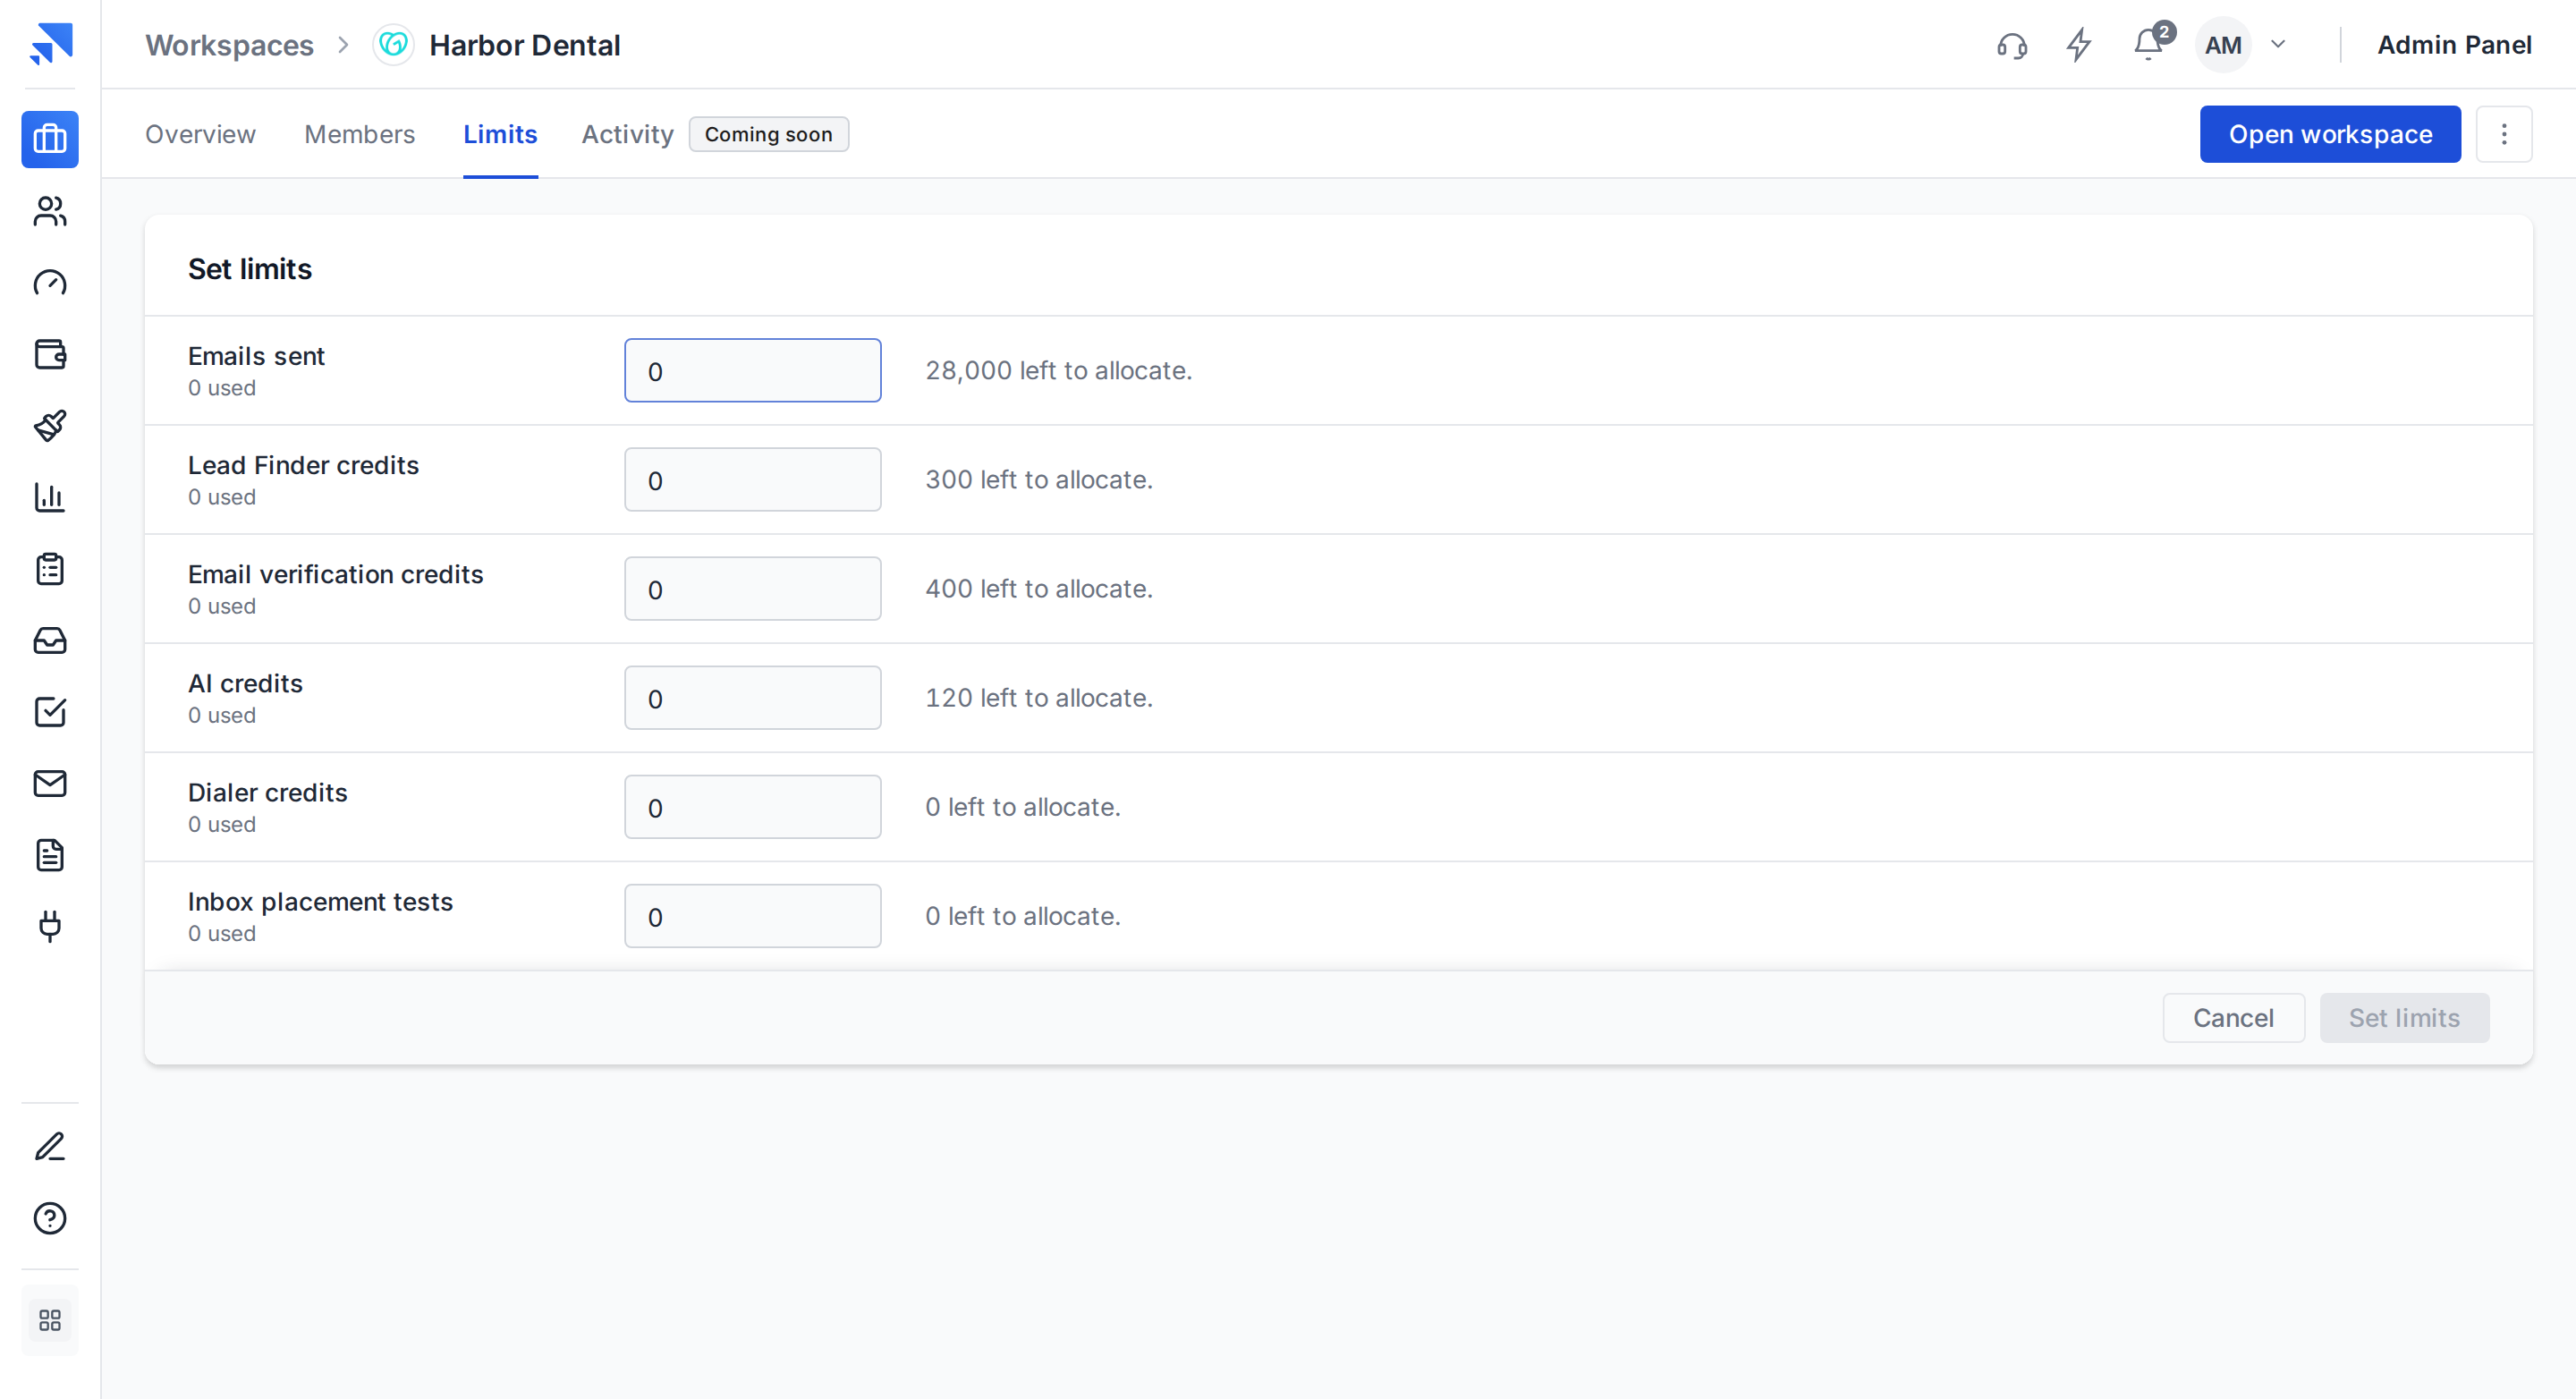 Workspaces
Harbor Dental
2
AM
Admin Panel
Overview
Members
Limits
Activity
Coming soon
Open workspace
Set limits
Emails sent
0 used
0
28,000 left to allocate.
Lead Finder credits
0 used
0
300 left to allocate.
Email verification credits
0 used
0
400 left to allocate.
AI credits
0 used
0
120 left to allocate.
Dialer credits
0 used
0
0 left to allocate.
Inbox placement tests
0 used
0
0 left to allocate.
Cancel
Set limits